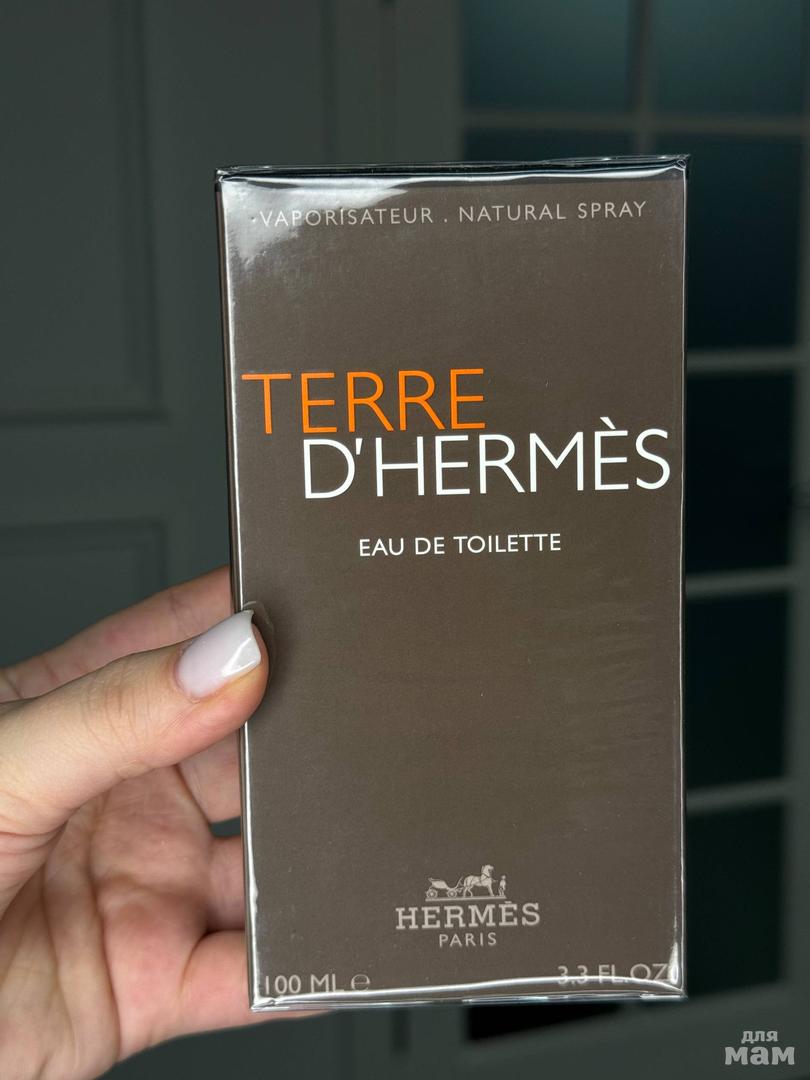 VAPORISATEUR . NATURAL SPRAY
TERRE
D'HERMÈS
EAU DE TOILETTE
HERMÈS
PARIS
100 ML ℮ 3.3 FL.OZ
для
мам